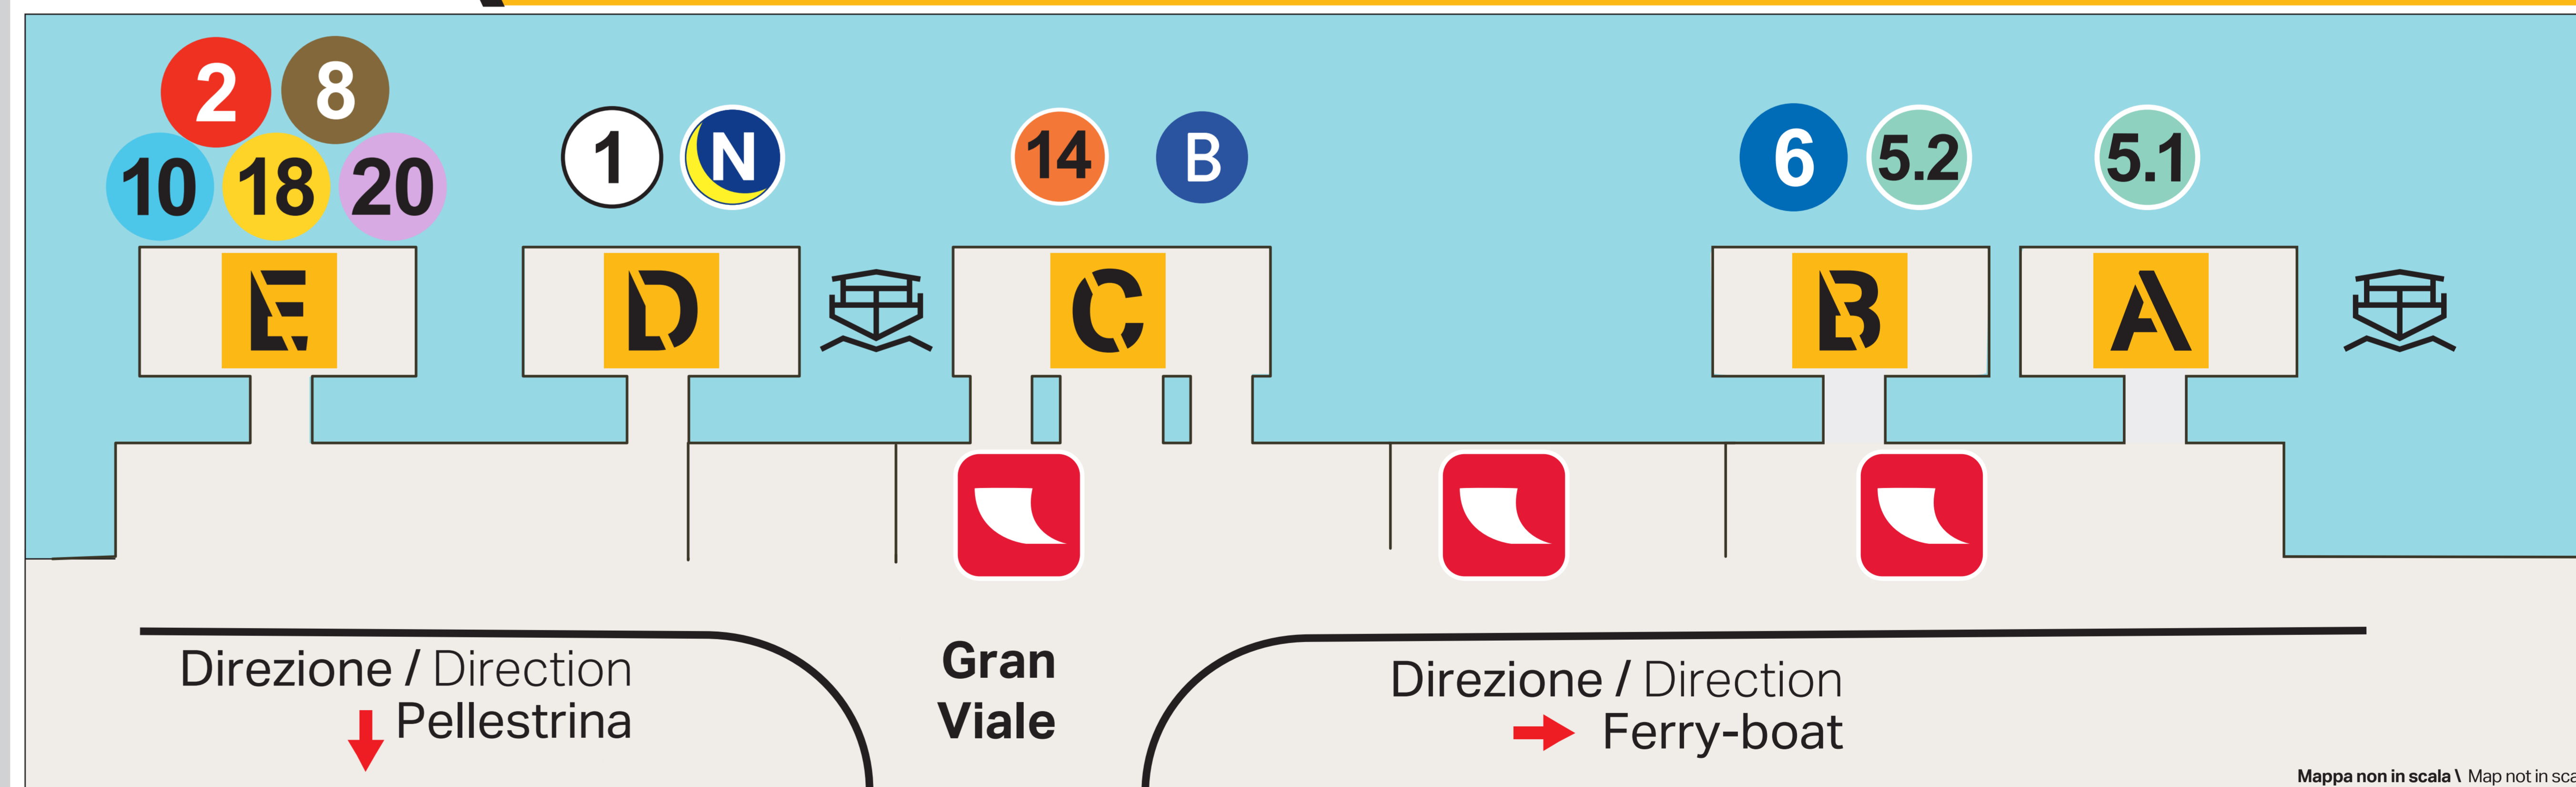 2 8
10 18 20
1 N
14 B
6 5.2
5.1
E
D
C
B
A
Direzione / Direction
Pellestrina
Gran
Viale
Direzione / Direction
Ferry-boat
Mappa non in scala \ Map not in sca